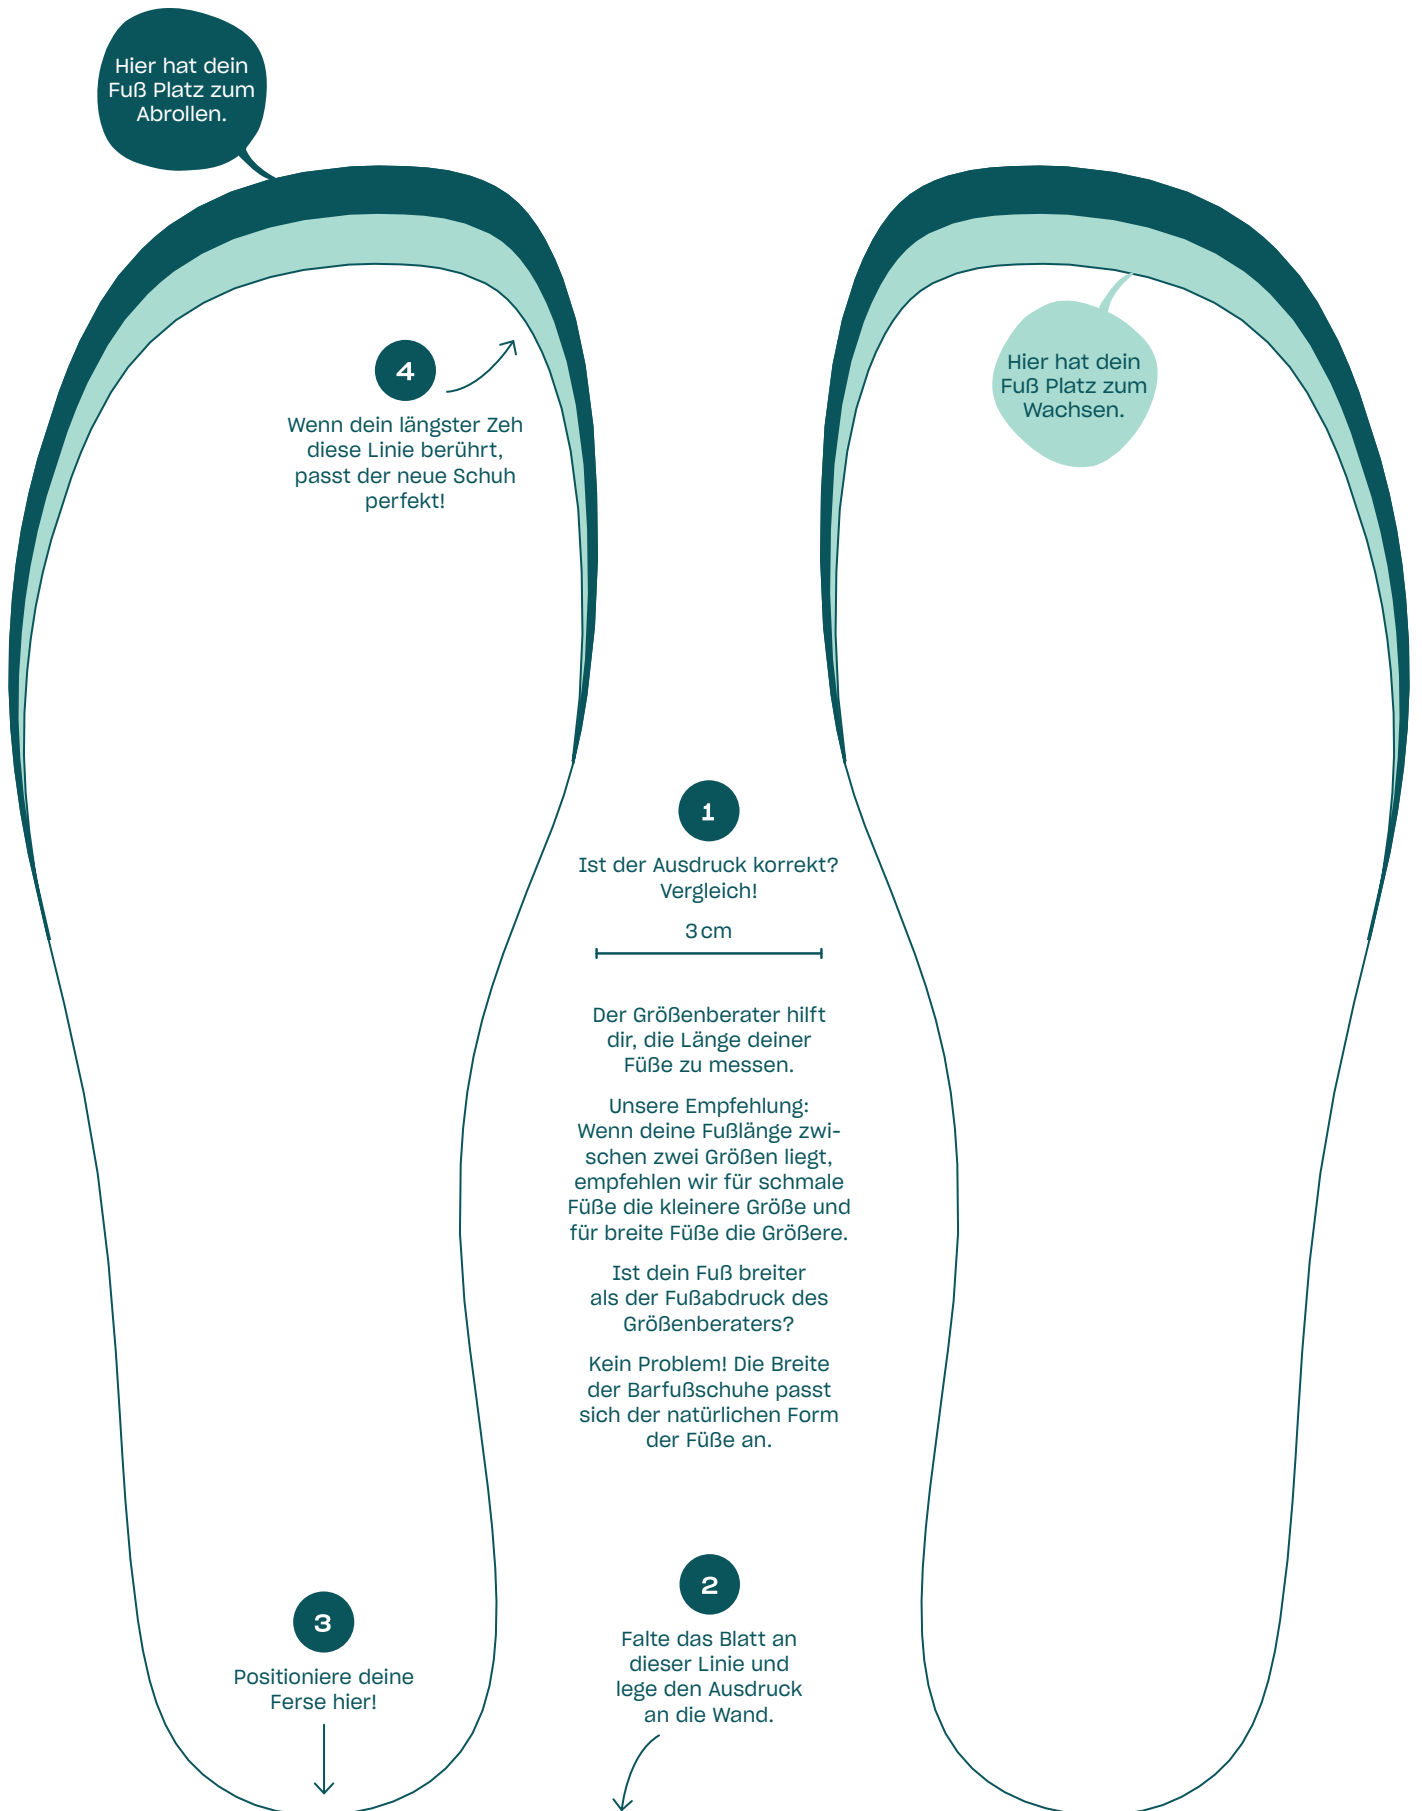 Hier hat dein
Fuß Platz zum
Abrollen.
4
Wenn dein längster Zeh
diese Linie berührt,
passt der neue Schuh
perfekt!
Hier hat dein
Fuß Platz zum
Wachsen.
1
Ist der Ausdruck korrekt?
Vergleich!
3 cm
Der Größenberater hilft
dir, die Länge deiner
Füße zu messen.
Unsere Empfehlung:
Wenn deine Fußlänge zwi-
schen zwei Größen liegt,
empfehlen wir für schmale
Füße die kleinere Größe und
für breite Füße die Größere.
Ist dein Fuß breiter
als der Fußabdruck des
Größenberaters?
Kein Problem! Die Breite
der Barfußschuhe passt
sich der natürlichen Form
der Füße an.
2
Falte das Blatt an
dieser Linie und
lege den Ausdruck
an die Wand.
3
Positioniere deine
Ferse hier!